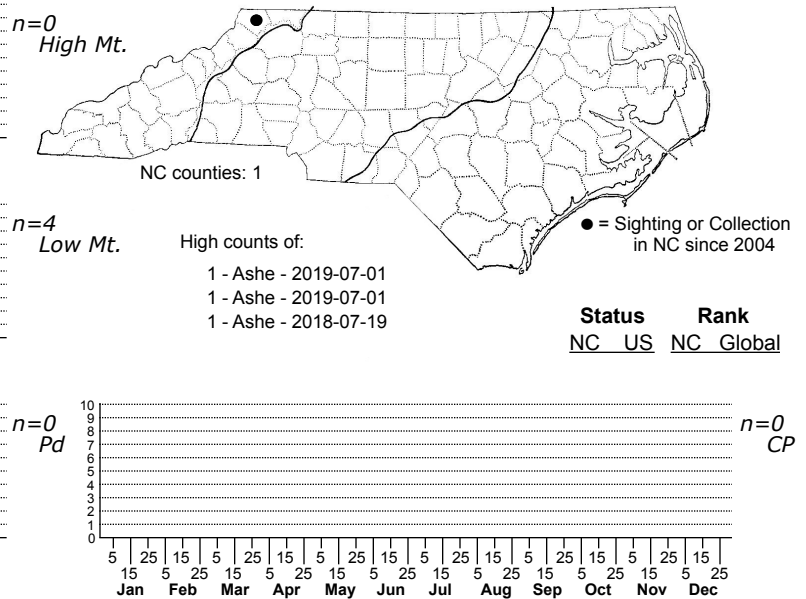 n=0
High Mt.
NC counties: 1
n=4
Low Mt.
High counts of:
1 - Ashe - 2019-07-01
1 - Ashe - 2019-07-01
1 - Ashe - 2018-07-19
● = Sighting or Collection
in NC since 2004
Status Rank
NC US NC Global
n=0
Pd
10
9
8
7
6
5
4
3
2
1
0
n=0
CP
5 25 15 5 25 15 5 25 15 5 25 15 5 25 15 5 25 15
15 5 25 15 5 25 15 5 25 15 5 25 15 5 25 15 5 25
Jan Feb Mar Apr May Jun Jul Aug Sep Oct Nov Dec